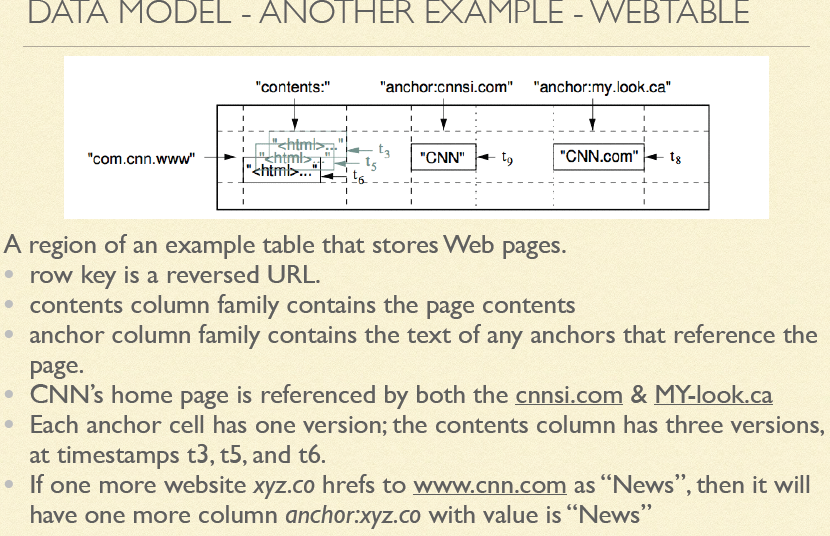 DATA MODEL - ANOTHER EXAMPLE - WEBTABLE
"contents:" "anchor:cnnsi.com" "anchor:my.look.ca"
"<html>..." t3
"com.cnn.www" "<html>..." t5 "CNN" t9 "CNN.com" t8
"<html>..." t6
A region of an example table that stores Web pages.
• row key is a reversed URL.
• contents column family contains the page contents
• anchor column family contains the text of any anchors that reference the
page.
• CNN’s home page is referenced by both the cnnsi.com & MY-look.ca
• Each anchor cell has one version; the contents column has three versions,
at timestamps t3, t5, and t6.
• If one more website xyz.co hrefs to www.cnn.com as “News”, then it will
have one more column anchor:xyz.co with value is “News”